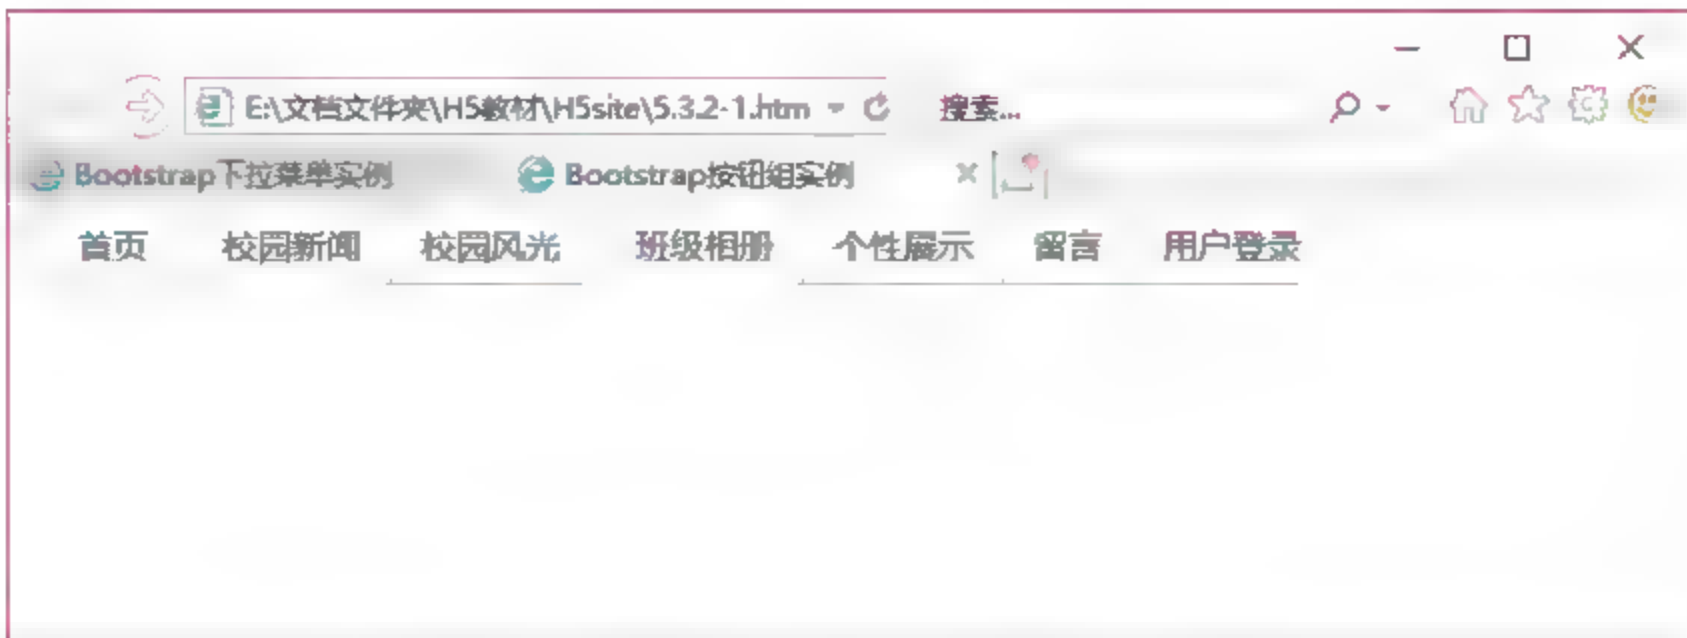 E:\文档文件夹\H5教材\H5site\5.3.2-1.htm 搜索...
Bootstrap下拉菜单实例 Bootstrap按钮组实例
首页 校园新闻 校园风光 班级相册 个性展示 留言 用户登录